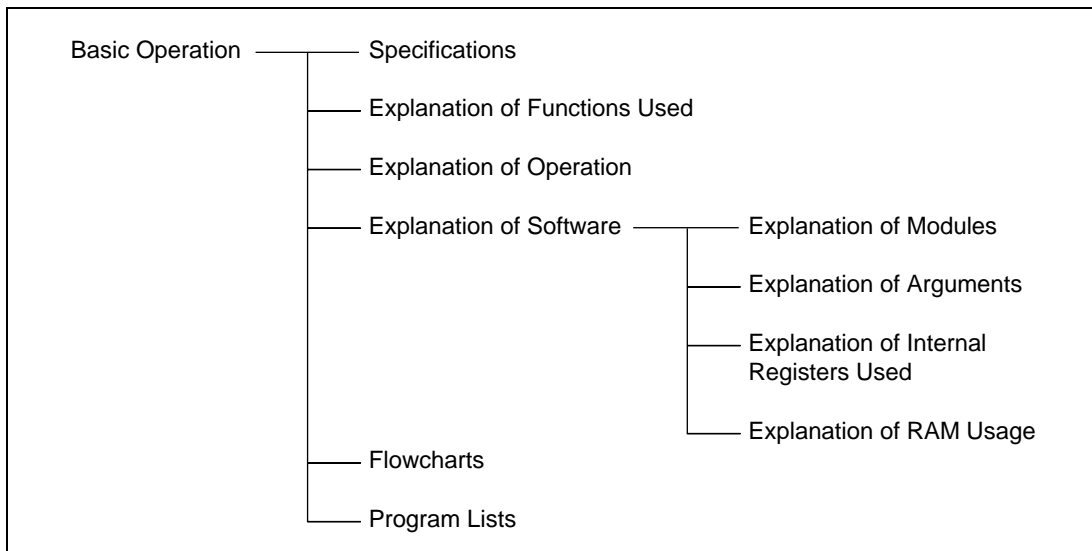 Basic Operation
Specifications
Explanation of Functions Used
Explanation of Operation
Explanation of Software
Explanation of Modules
Explanation of Arguments
Explanation of Internal
Registers Used
Explanation of RAM Usage
Flowcharts
Program Lists